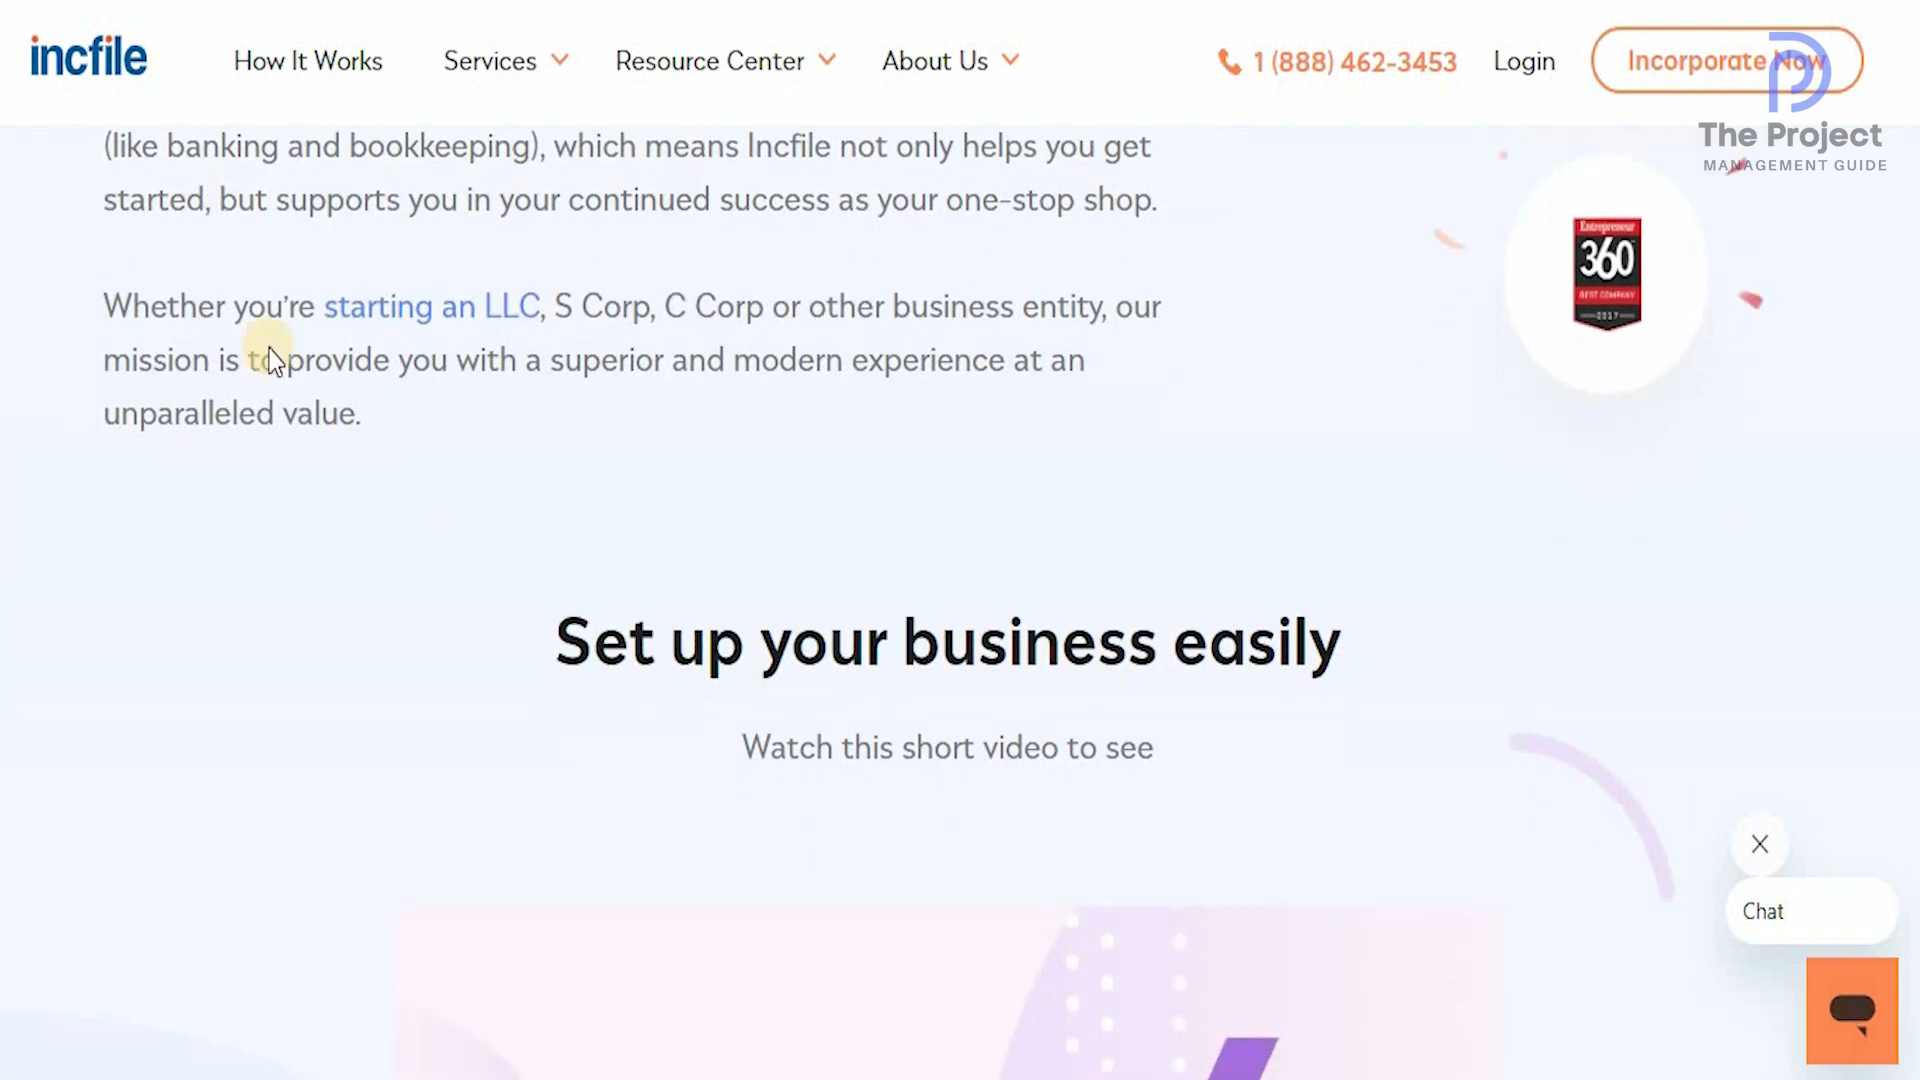 incfile
How It Works
Services
Resource Center
About Us
1 (888) 462-3453
Login
Incorporate Now
The Project
MANAGEMENT GUIDE
(like banking and bookkeeping), which means Incfile not only helps you get
started, but supports you in your continued success as your one-stop shop.
Entrepreneur
360
BEST COMPANY
2017
Whether you're starting an LLC, S Corp, C Corp or other business entity, our
mission is to provide you with a superior and modern experience at an
unparalleled value.
Set up your business easily
Watch this short video to see
Chat